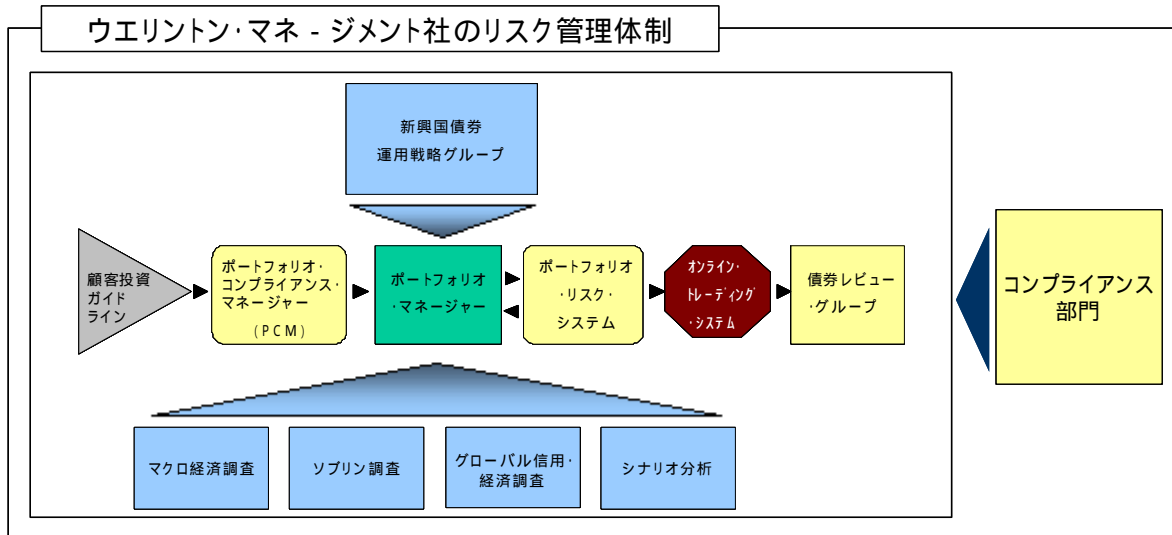 ウエリントン・マネ - ジメント社のリスク管理体制
新興国債券
運用戦略グループ
顧客投資
ガイド
ライン
ポートフォリオ・
コンプライアンス・
マネージャー
(PCM)
ポートフォリオ
・マネージャー
ポートフォリオ
・リスク・
システム
オンライン・
トレーディング
・システム
債券レビュー
・グループ
コンプライアンス
部門
マクロ経済調査
ソブリン調査
グローバル信用・
経済調査
シナリオ分析